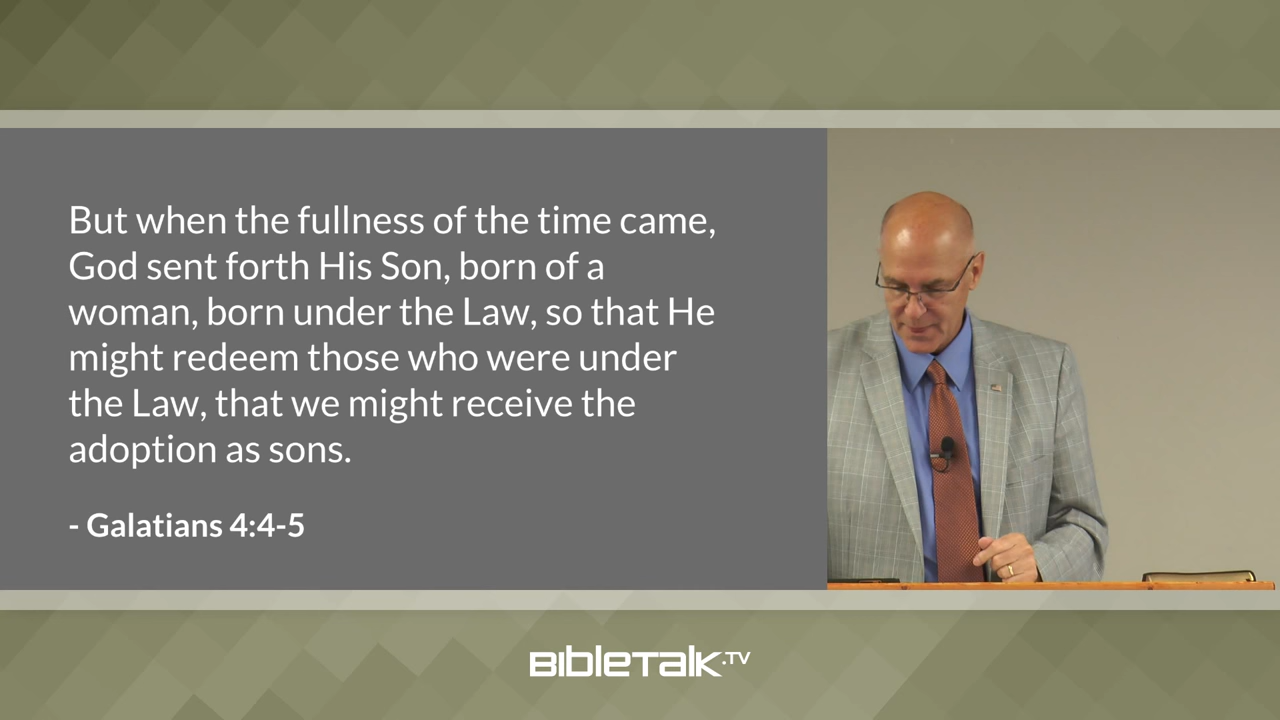 But when the fullness of the time came,
God sent forth His Son, born of a
woman, born under the Law, so that He
might redeem those who were under
the Law, that we might receive the
adoption as sons.
- Galatians 4:4-5
BibleTalk.TV